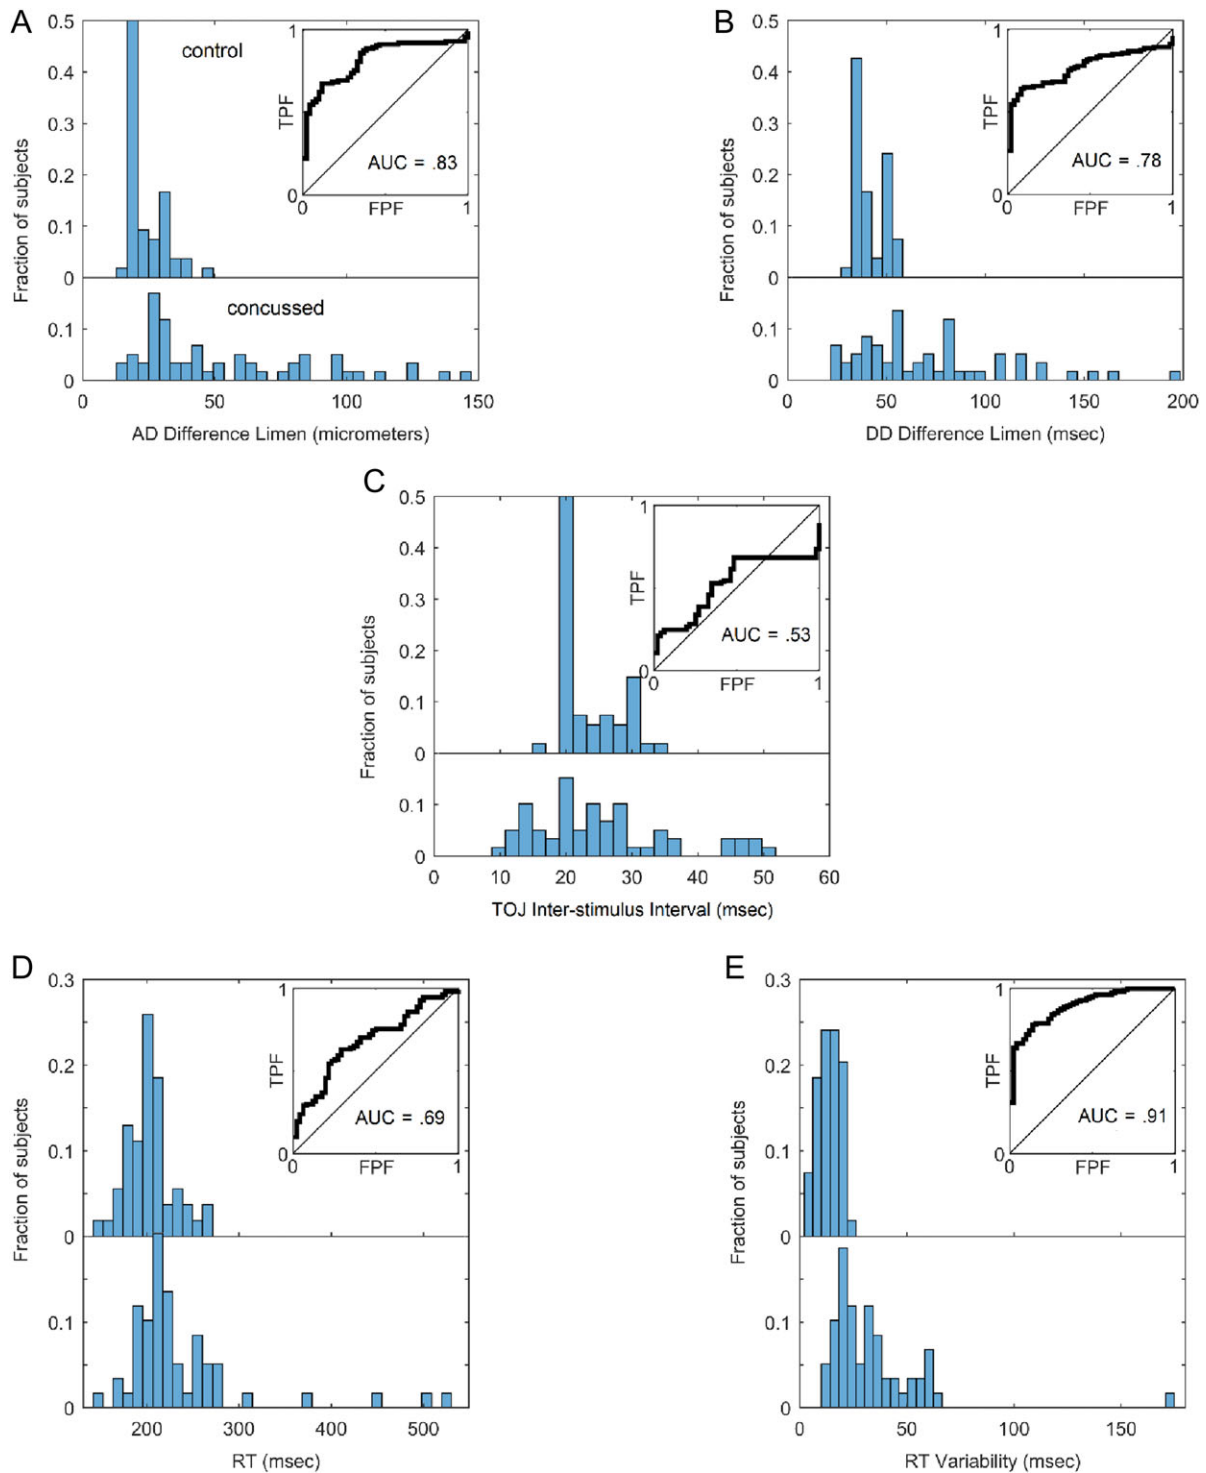 A
0.5
0.4
0.3
0.2
0.1
0
0.1
0
Fraction of subjects
control
concussed
1
TPF
0
AUC = .83
0
FPF
1
0
50
100
150
AD Difference Limen (micrometers)
B
0.5
0.4
0.3
0.2
0.1
0
0.1
0
Fraction of subjects
1
TPF
0
AUC = .78
0
FPF
1
0
50
100
150
200
DD Difference Limen (msec)
C
0.5
0.4
0.3
0.2
0.1
0
0.1
0
Fraction of subjects
1
TPF
0
AUC = .53
0
FPF
1
0
10
20
30
40
50
60
TOJ Inter-stimulus Interval (msec)
D
0.3
0.2
0.1
0
0.1
0
Fraction of subjects
1
TPF
0
AUC = .69
0
FPF
1
200
300
400
500
RT (msec)
E
0.3
0.2
0.1
0
0.1
0
Fraction of subjects
1
TPF
0
AUC = .91
0
FPF
1
0
50
100
150
RT Variability (msec)